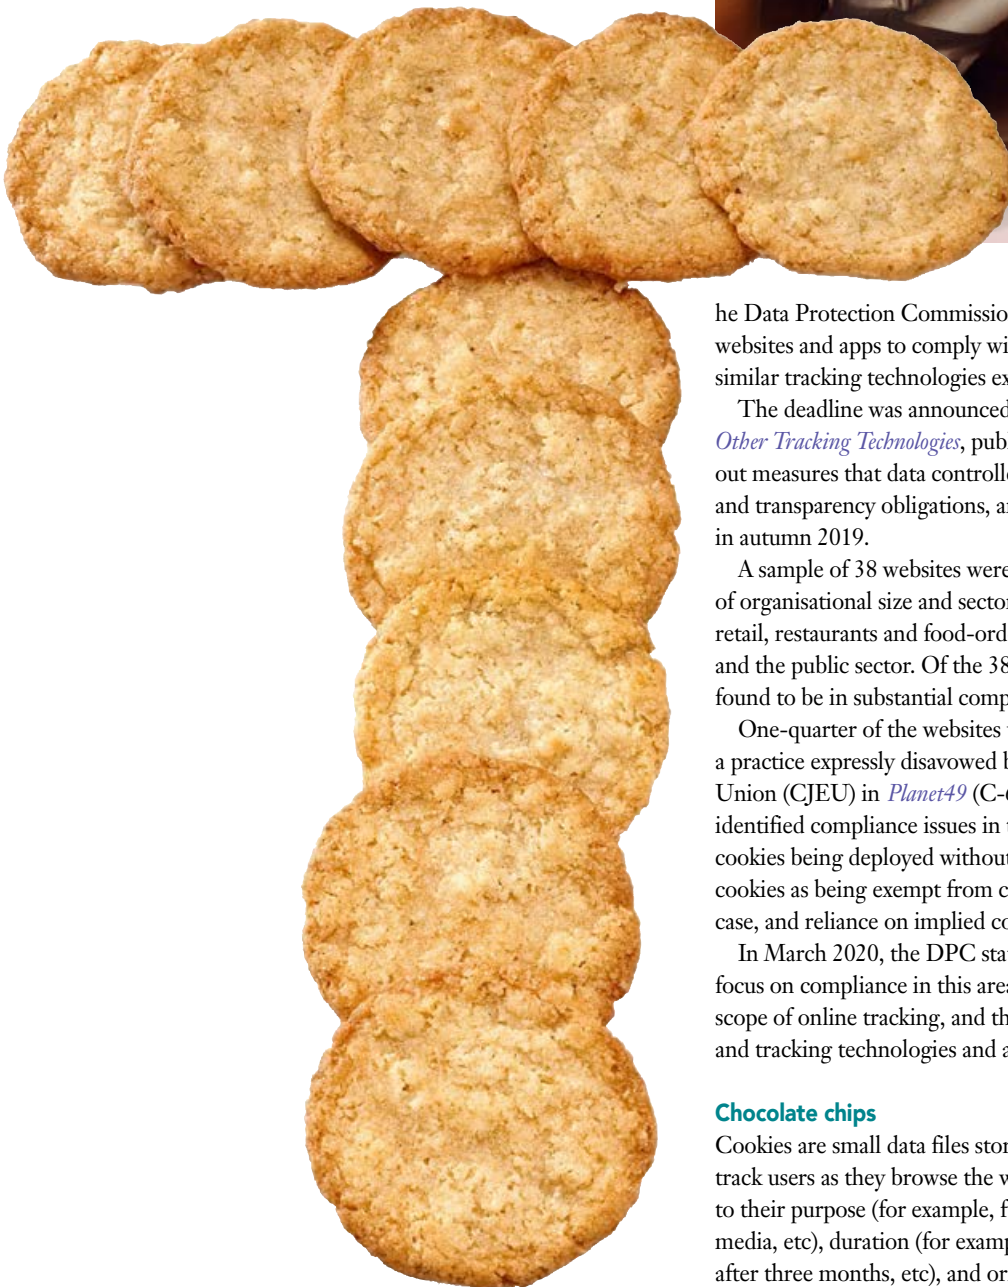 he Data Protection Commissio
websites and apps to comply wi
similar tracking technologies ex
The deadline was announced
Other Tracking Technologies, publ
out measures that data controlle
and transparency obligations, an
in autumn 2019.
A sample of 38 websites were
of organisational size and sector
retail, restaurants and food-ord
and the public sector. Of the 38
found to be in substantial comp
One-quarter of the websites
a practice expressly disavowed b
Union (CJEU) in Planet49 (C-6
identified compliance issues in t
cookies being deployed without
cookies as being exempt from c
case, and reliance on implied co
In March 2020, the DPC sta
focus on compliance in this area
scope of online tracking, and th
and tracking technologies and a
Chocolate chips
Cookies are small data files stor
track users as they browse the w
to their purpose (for example, f
media, etc), duration (for examp
after three months, etc), and or